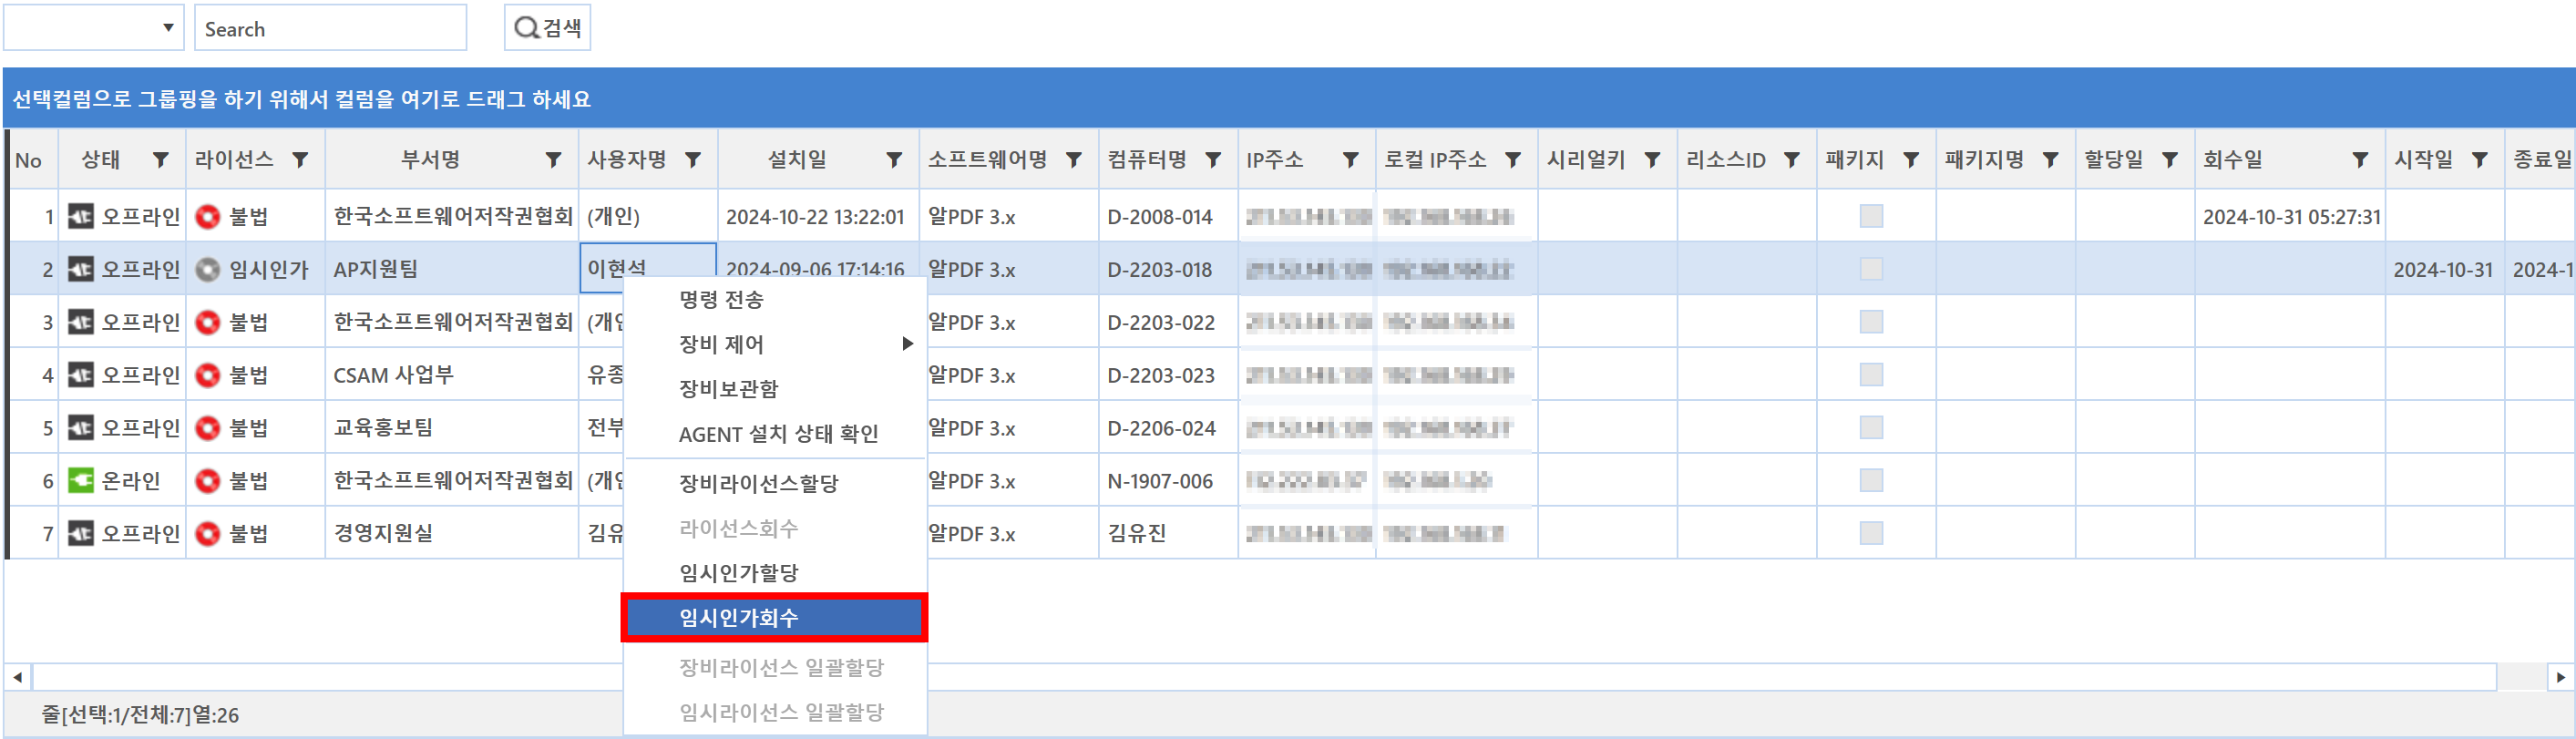 Search
검색
선택컬럼으로 그룹핑을 하기 위해서 컬럼을 여기로 드래그 하세요
No 상태 라이선스 부서명 사용자명 설치일 소프트웨어명 컴퓨터명 IP주소 로컬 IP주소 시리얼키 리소스ID 패키지 패키지명 할당일 회수일 시작일 종료일
1 오프라인 불법 한국소프트웨어저작권협회 (개인) 2024-10-22 13:22:01 알PDF 3.x D-2008-014 2024-10-31 05:27:31
2 오프라인 임시인가 AP지원팀 이현석 2024-09-06 17:14:16 알PDF 3.x D-2203-018 2024-10-31 2024-1
3 오프라인 불법 한국소프트웨어저작권협회 알PDF 3.x D-2203-022
4 오프라인 불법 CSAM 사업부 유종 알PDF 3.x D-2203-023
5 오프라인 불법 교육홍보팀 전부 알PDF 3.x D-2206-024
6 온라인 불법 한국소프트웨어저작권협회 알PDF 3.x N-1907-006
7 오프라인 불법 경영지원실 김유 알PDF 3.x 김유진
명령 전송
장비 제어
장비보관함
AGENT 설치 상태 확인
장비라이선스할당
라이선스회수
임시인가할당
임시인가회수
장비라이선스 일괄할당
임시라이선스 일괄할당
줄[선택:1/전체:7]열:26